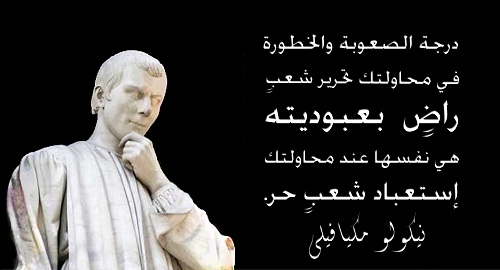 درجة الصعوبة والخطورة
في محاولتك تحرير شعبٍ
راضٍ بعبوديته
هي نفسها عند محاولتك
إستعباد شعبٍ حر.
نيكولو مكيافيلي